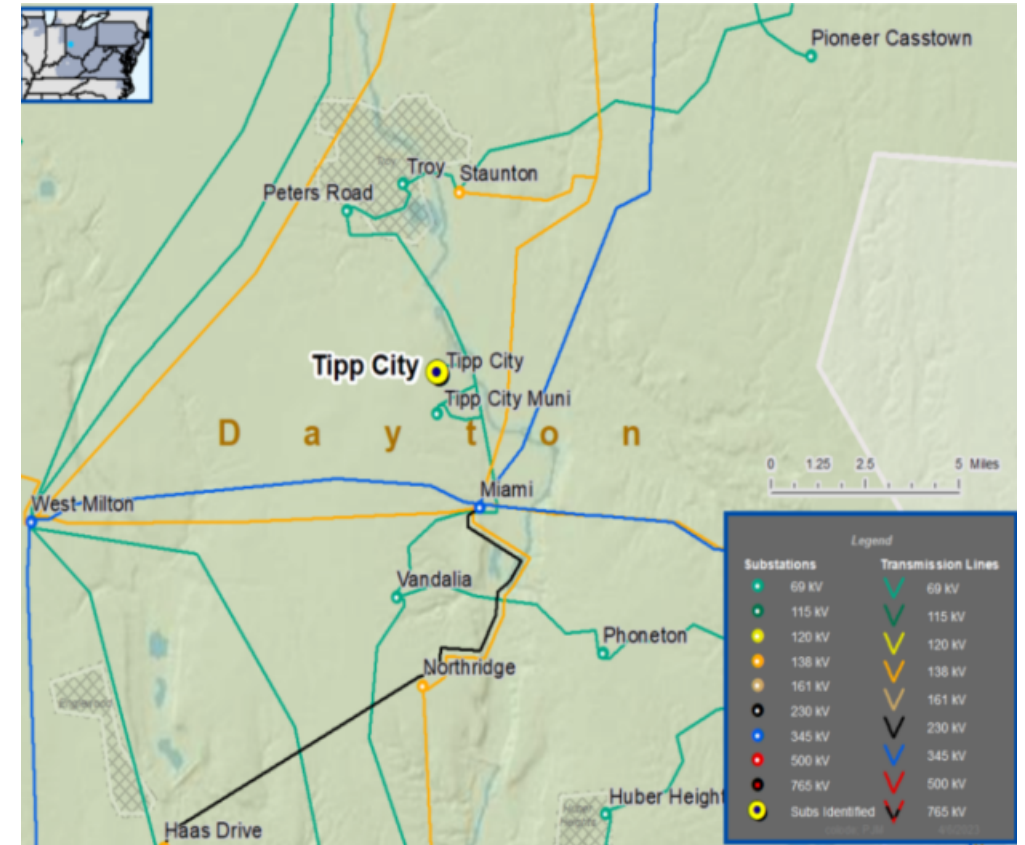 Pioneer Casstown
Troy
Staunton
Peters Road
Tipp City
Tipp City
Tipp City Muni
Dayton
0 1.25 2.5 5 Miles
West-Milton
Miami
Vandalia
Phoneton
Northridge
Huber Height
Haas Drive
Legend
Substations
69 kV
115 kV
120 kV
138 kV
161 kV
230 kV
345 kV
500 kV
765 kV
Subs Identified
Transmission Lines
69 kV
115 kV
120 kV
138 kV
161 kV
230 kV
345 kV
500 kV
765 kV